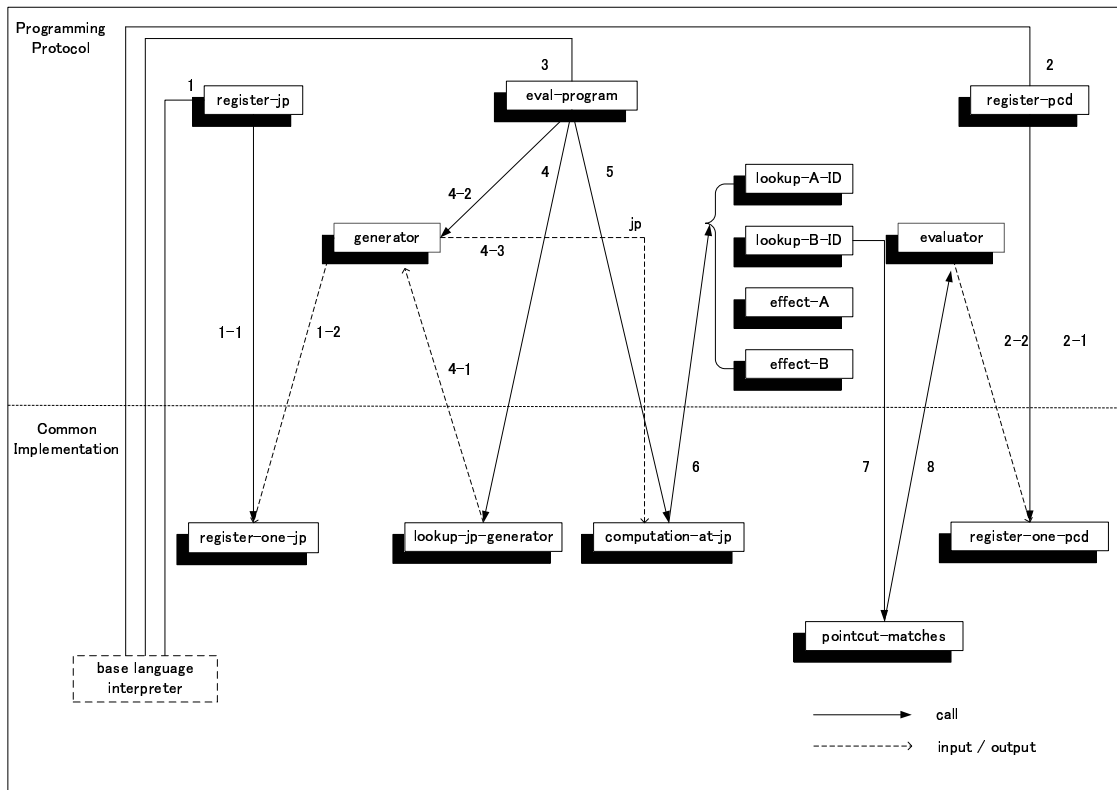 Programming
Protocol
1
register-jp
3
eval-program
2
register-pcd
4-2
4
5
lookup-A-ID
generator
4-3
jp
lookup-B-ID
evaluator
effect-A
1-1
1-2
4-1
effect-B
2-2
2-1
Common
Implementation
6
7
8
register-one-jp
lookup-jp-generator
computation-at-jp
register-one-pcd
pointcut-matches
base language
interpreter
call
input / output